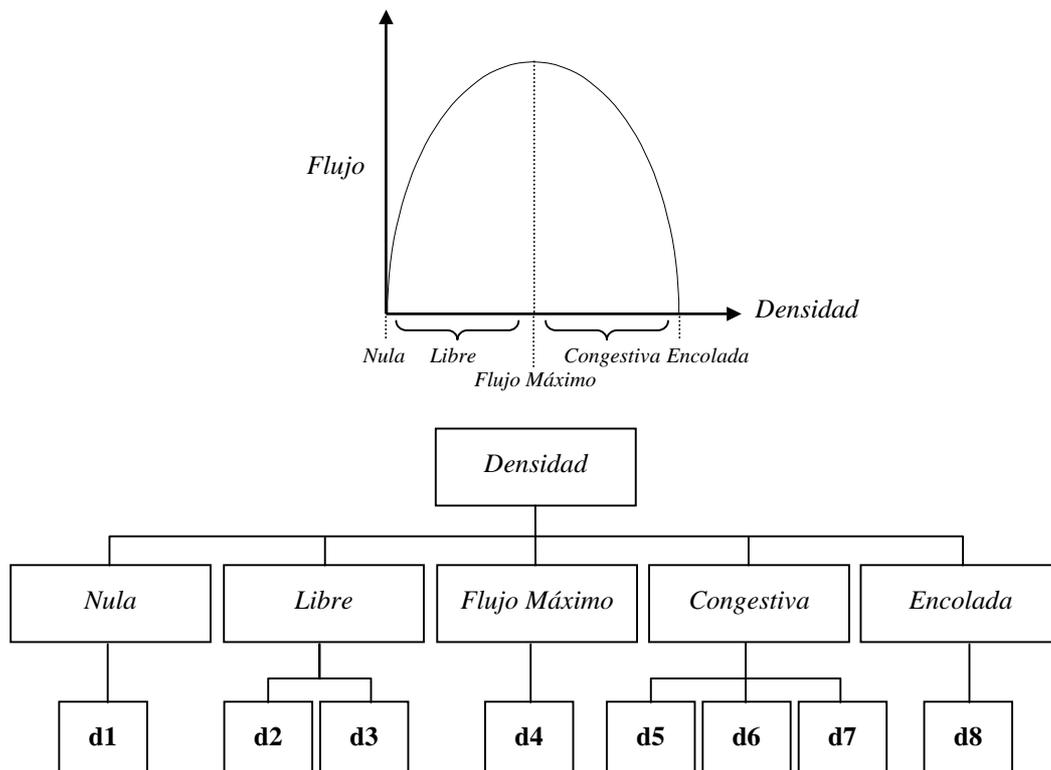 Flujo
Densidad
Nula Libre Congestiva Encolada
Flujo Máximo
Densidad
Nula Libre Flujo Máximo Congestiva Encolada
d1 d2 d3 d4 d5 d6 d7 d8